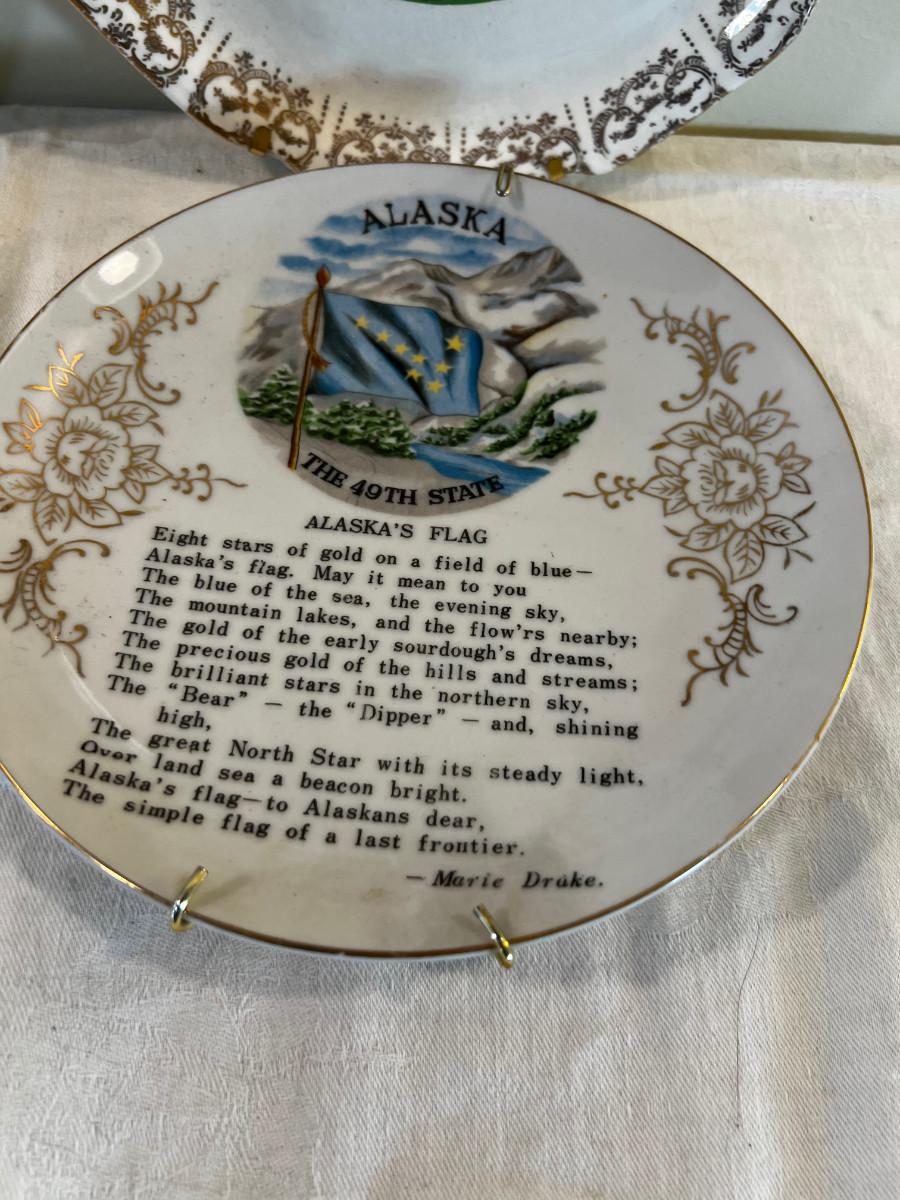 ALASKA
THE 49TH STATE
ALASKA'S FLAG
Eight stars of gold on a field of blue—
Alaska's flag. May it mean to you
The blue of the sea, the evening sky,
The mountain lakes, and the flow'rs nearby;
The gold of the early sourdough's dreams,
The precious gold of the hills and streams;
The brilliant stars in the northern sky,
The "Bear" — the "Dipper" — and, shining
high,
The great North Star with its steady light,
Over land sea a beacon bright.
Alaska's flag—to Alaskans dear,
The simple flag of a last frontier.
— Marie Drake.